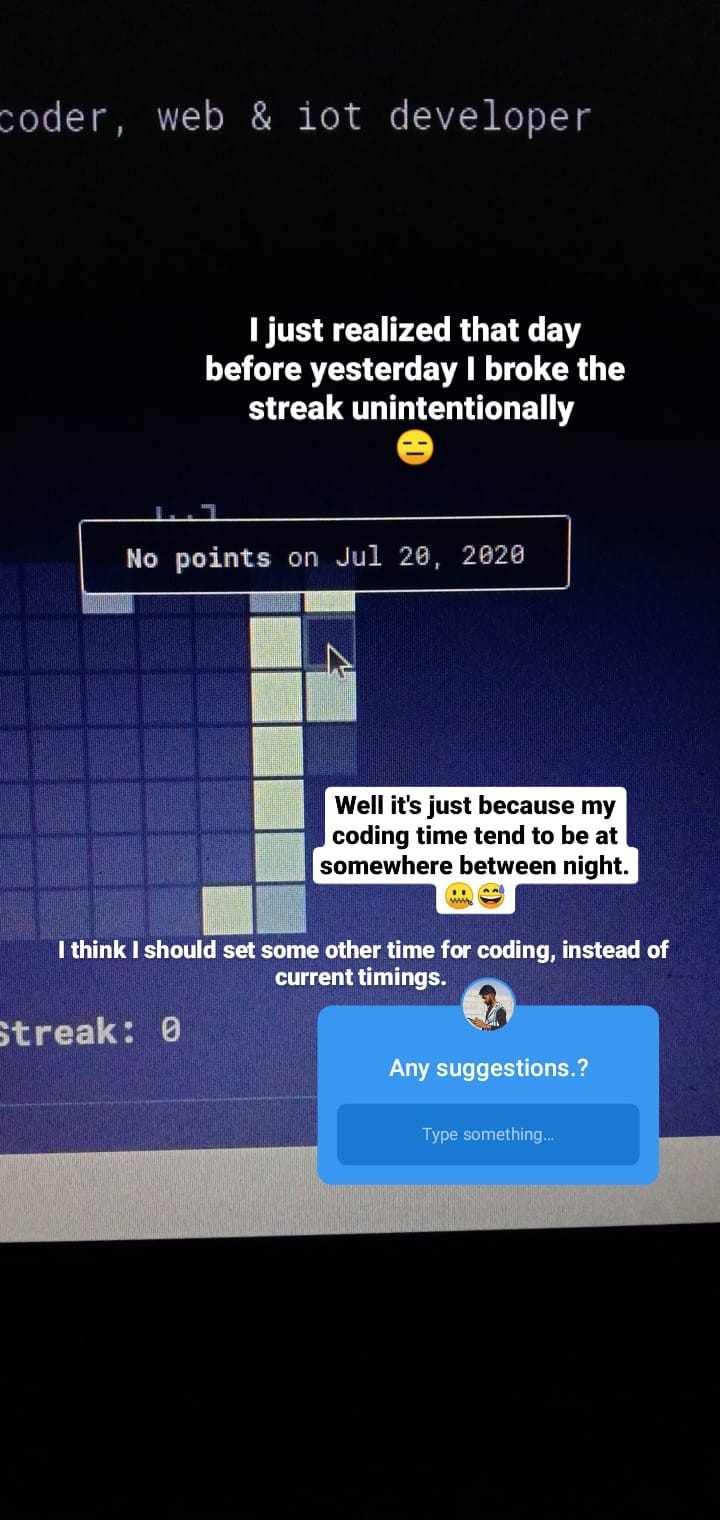 coder, web & iot developer
I just realized that day
before yesterday I broke the
streak unintentionally
😑
No points on Jul 20, 2020
Well it's just because my
coding time tend to be at
somewhere between night.
🤐😅
I think I should set some other time for coding, instead of
current timings.
Streak: 0
Any suggestions.?
Type something...